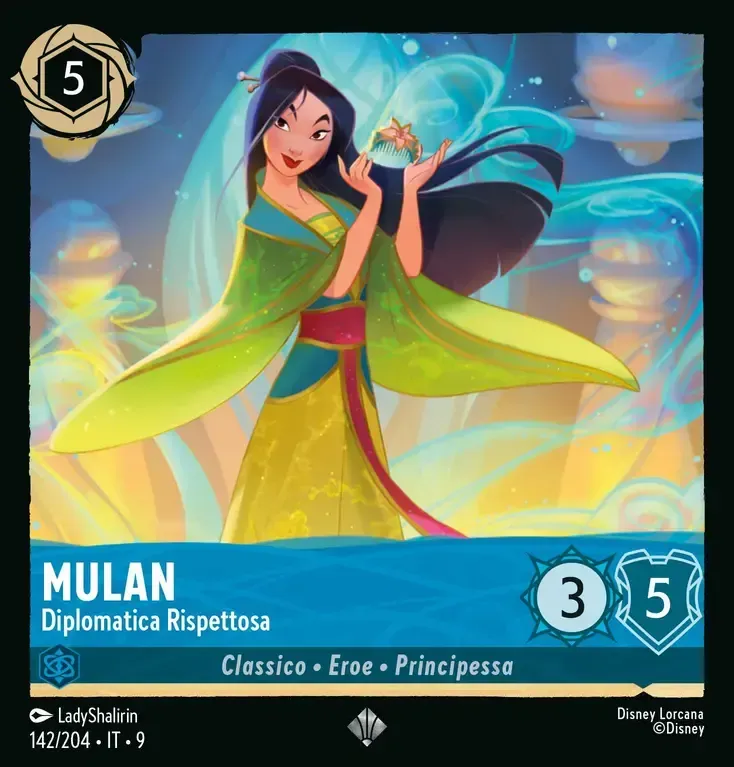 5
MULAN
Diplomatica Rispettosa
3
5
Classico • Eroe • Principessa
LadyShalirin
142/204 • IT • 9
Disney Lorcana
©Disney